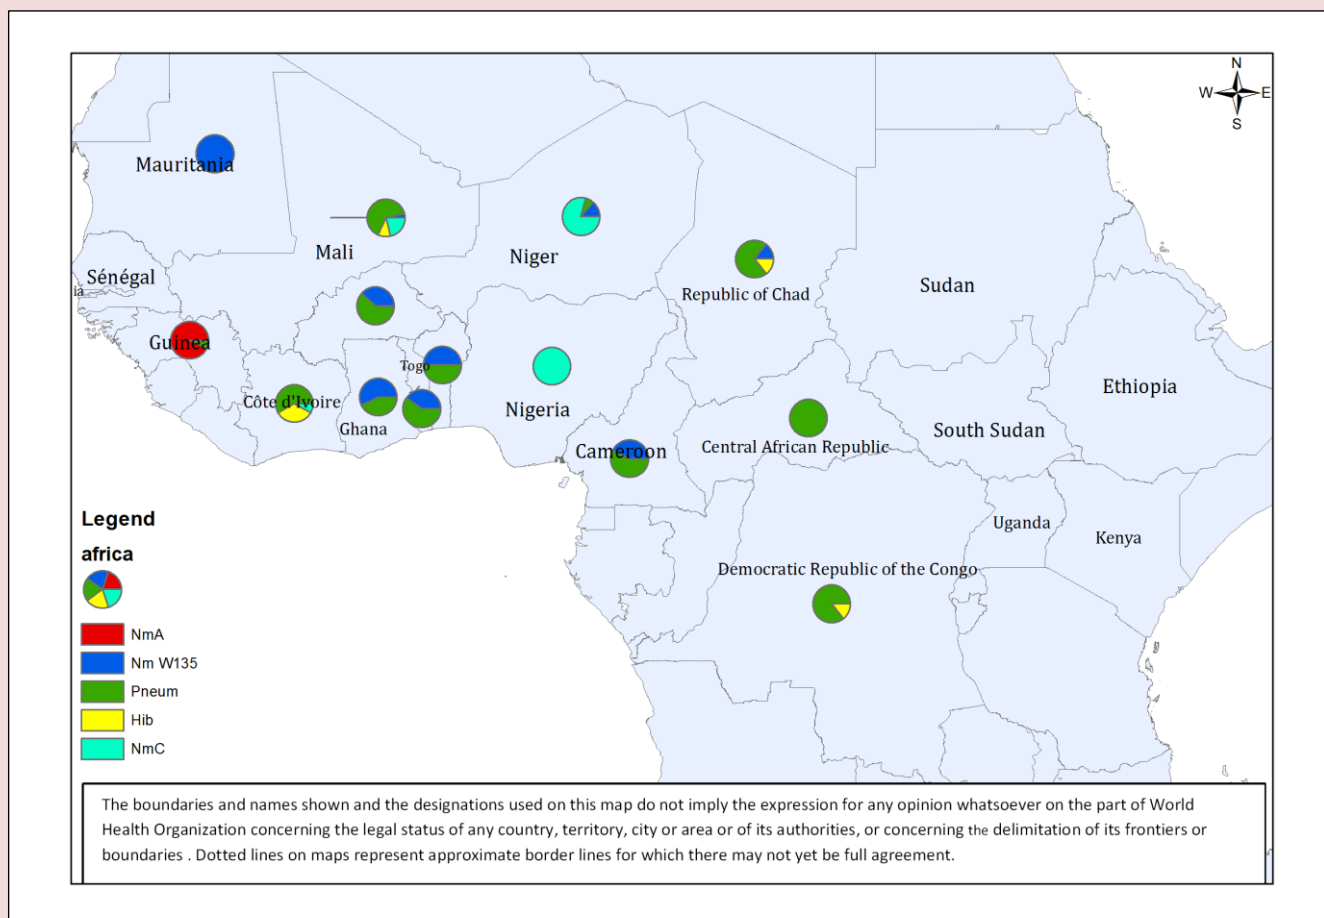 N
W
E
S
Mauritania
Mali
Niger
Sénégal
ia
Republic of Chad
Sudan
Guinea
Togo
Côte d'Ivoire
Ghana
Nigeria
Ethiopia
South Sudan
Cameroon
Central African Republic
Uganda
Kenya
Democratic Republic of the Congo
Legend
africa
NmA
Nm W135
Pneum
Hib
NmC
The boundaries and names shown and the designations used on this map do not imply the expression for any opinion whatsoever on the part of World
Health Organization concerning the legal status of any country, territory, city or area or of its authorities, or concerning the delimitation of its frontiers or
boundaries . Dotted lines on maps represent approximate border lines for which there may not yet be full agreement.